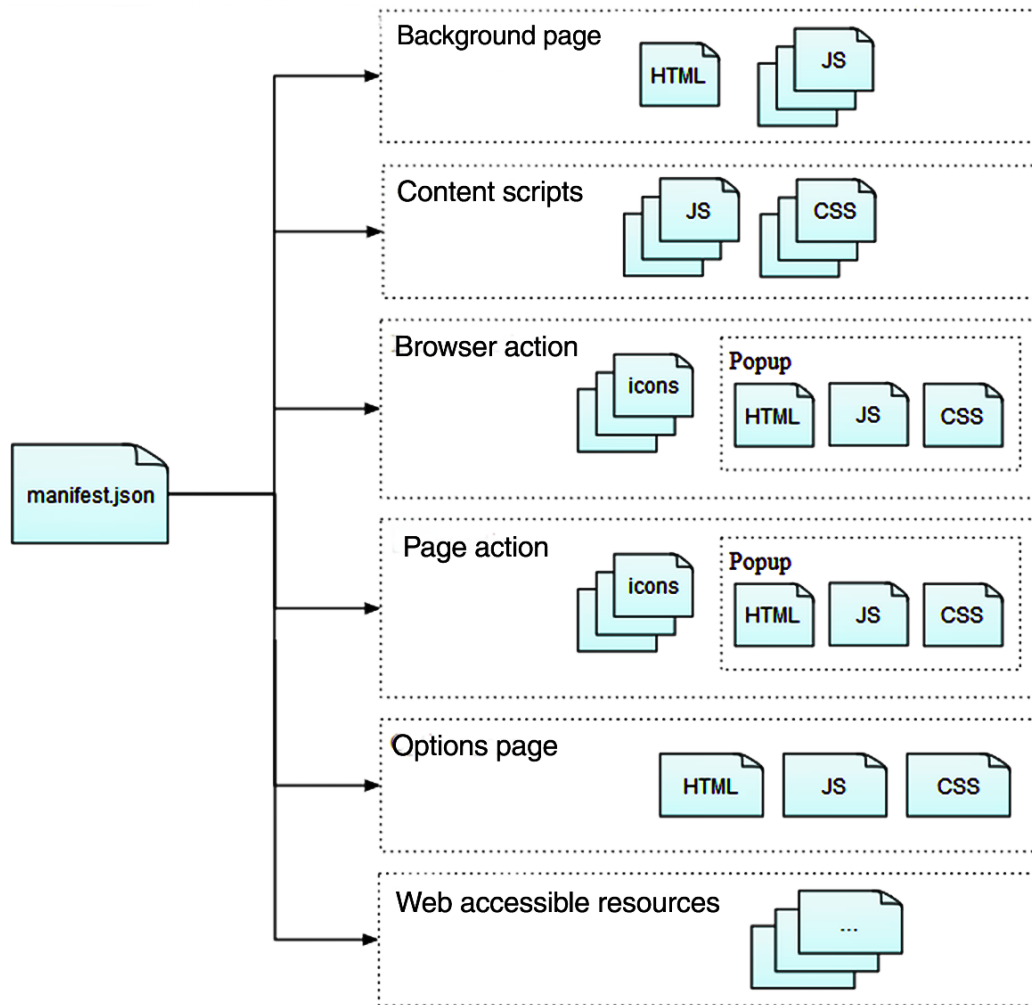 Background page
HTML
JS
Content scripts
JS
CSS
Browser action
icons
Popup
HTML
JS
CSS
manifest.json
Page action
icons
Popup
HTML
JS
CSS
Options page
HTML
JS
CSS
Web accessible resources
...